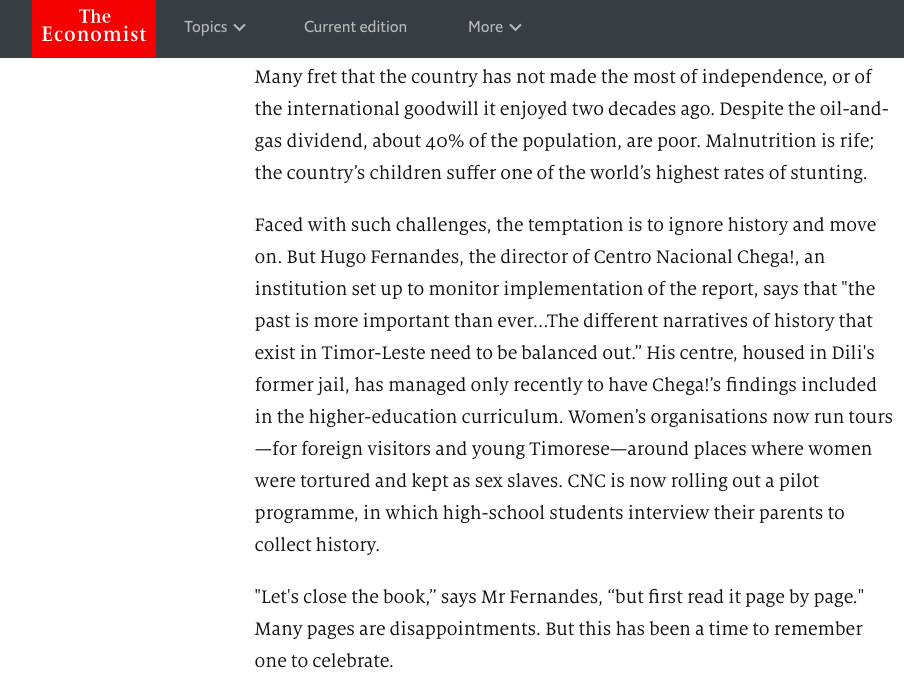 The
Economist
Topics
Current edition
More
Many fret that the country has not made the most of independence, or of
the international goodwill it enjoyed two decades ago. Despite the oil-and-
gas dividend, about 40% of the population, are poor. Malnutrition is rife;
the country’s children suffer one of the world’s highest rates of stunting.
Faced with such challenges, the temptation is to ignore history and move
on. But Hugo Fernandes, the director of Centro Nacional Chega!, an
institution set up to monitor implementation of the report, says that "the
past is more important than ever…The different narratives of history that
exist in Timor-Leste need to be balanced out.” His centre, housed in Dili's
former jail, has managed only recently to have Chega!’s findings included
in the higher-education curriculum. Women’s organisations now run tours
—for foreign visitors and young Timorese—around places where women
were tortured and kept as sex slaves. CNC is now rolling out a pilot
programme, in which high-school students interview their parents to
collect history.
"Let's close the book,” says Mr Fernandes, “but first read it page by page."
Many pages are disappointments. But this has been a time to remember
one to celebrate.